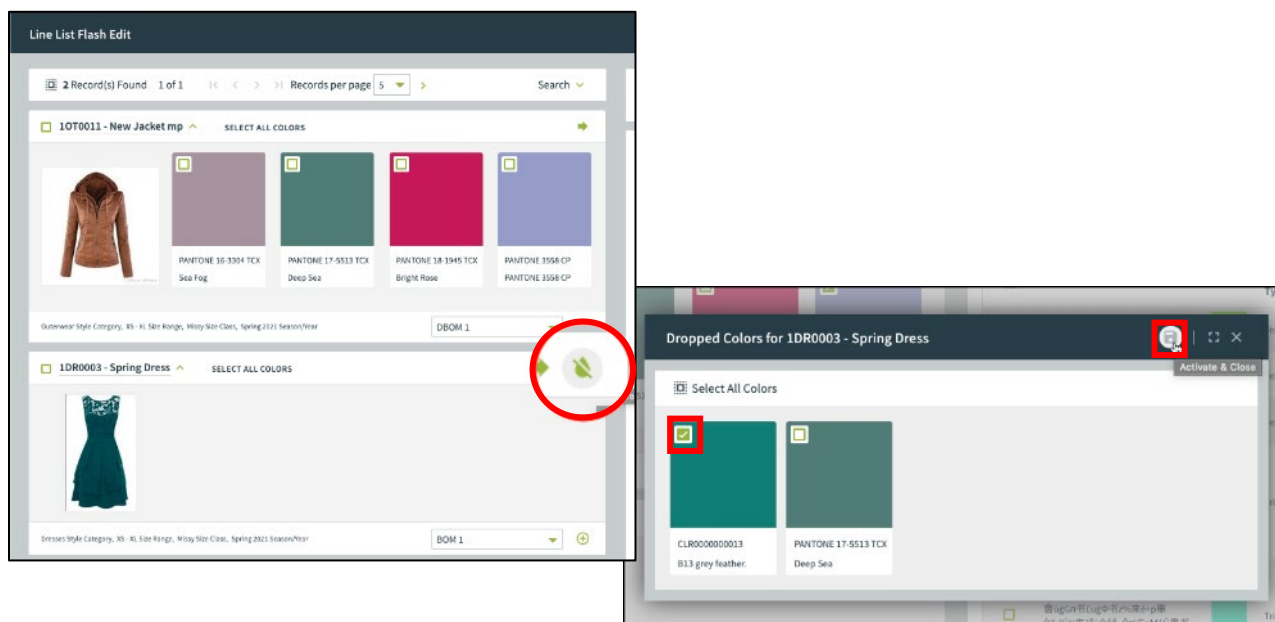 Line List Flash Edit
2 Record(s) Found 1 of 1 Records per page 5 Search
1OT0011 - New Jacket mp SELECT ALL COLORS
PANTONE 16-3304 TCX PANTONE 17-5513 TCX PANTONE 18-1945 TCX PANTONE 3558 CP
Sea Fog Deep Sea Bright Rose PANTONE 3558 CP
Outerwear Style Category, XS - XL Size Range, Missy Size Class, Spring 2021 Season/Year DBOM 1
1DR0003 - Spring Dress SELECT ALL COLORS
Dresses Style Category, XS - XL Size Range, Missy Size Class, Spring 2021 Season/Year BOM 1
Dropped Colors for 1DR0003 - Spring Dress
Activate & Close
Select All Colors
CLR0000000013 PANTONE 17-5513 TCX
B13 grey feather. Deep Sea